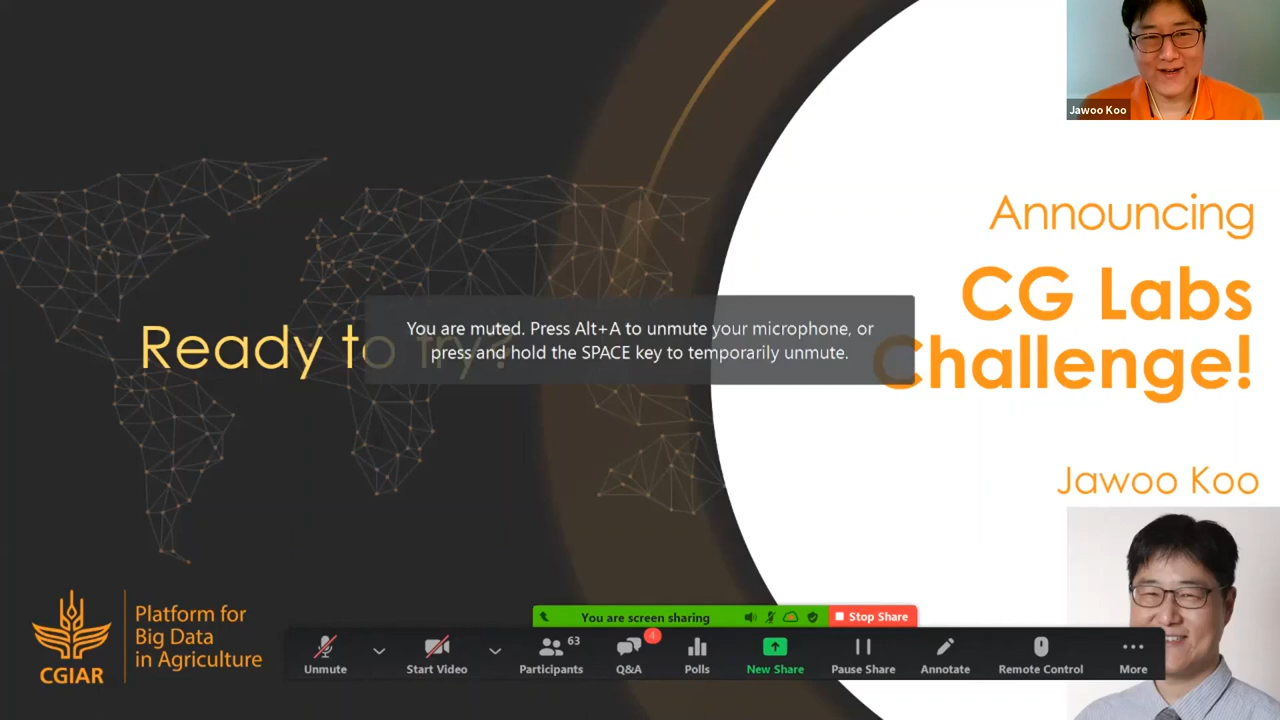 Jawoo Koo
Announcing
CG Labs
Challenge!
Ready to try?
You are muted. Press Alt+A to unmute your microphone, or
press and hold the SPACE key to temporarily unmute.
Jawoo Koo
CGIAR
Platform for
Big Data
in Agriculture
You are screen sharing
Stop Share
Unmute
Start Video
63
Participants
4
Q&A
Polls
New Share
Pause Share
Annotate
Remote Control
More